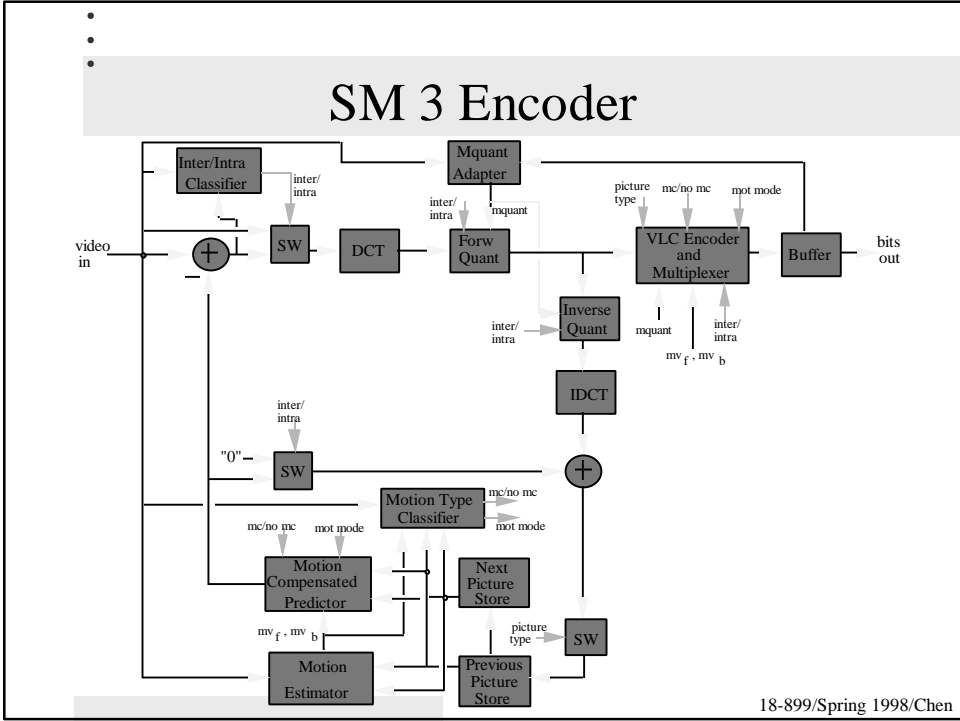 SM 3 Encoder
Inter/Intra
Classifier
Mquant
Adapter
inter/
intra
inter/
intra
mquant
picture
type
mc/no mc
mot mode
video
in
+
−
SW
DCT
Forw
Quant
VLC Encoder
and
Multiplexer
Buffer
bits
out
inter/
intra
Inverse
Quant
mquant
mv f , mv b
inter/
intra
IDCT
inter/
intra
"0"
SW
+
Motion Type
Classifier
mc/no mc
mot mode
mc/no mc
mot mode
Motion
Compensated
Predictor
Next
Picture
Store
mv f , mv b
picture
type
SW
Motion
Estimator
Previous
Picture
Store
18-899/Spring 1998/Chen